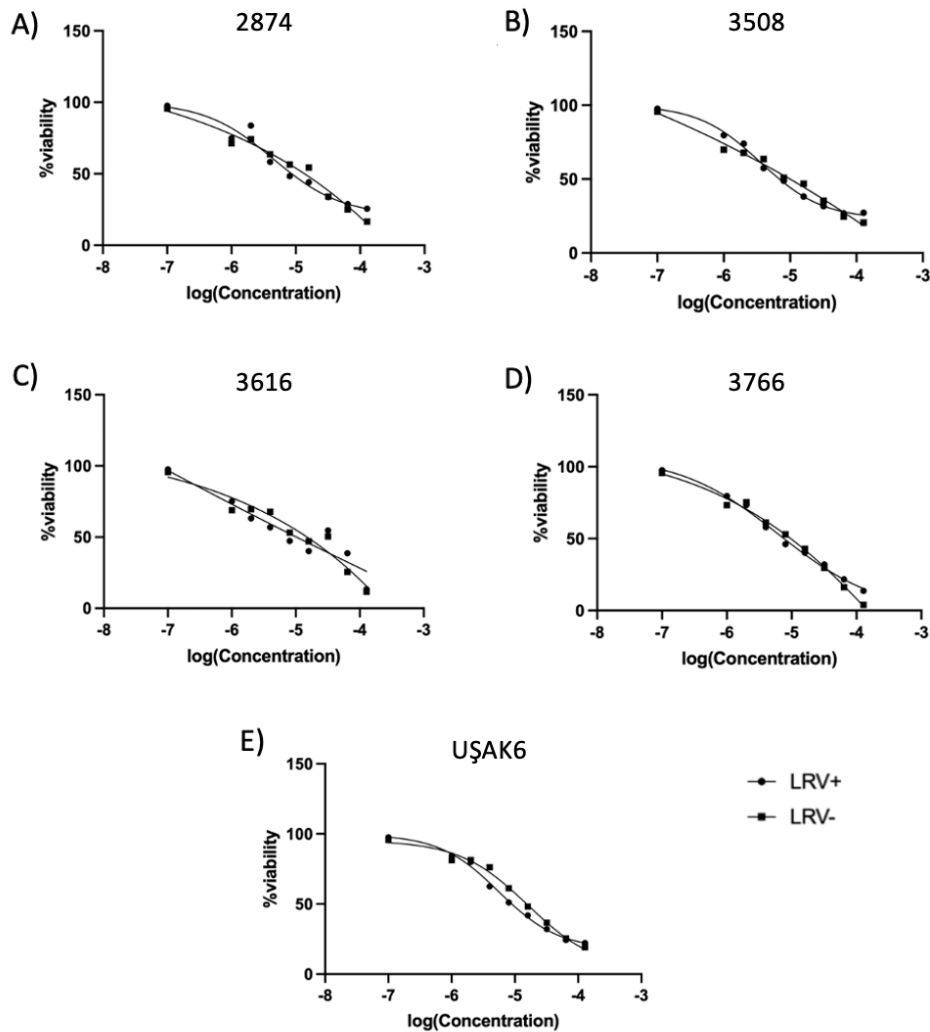 A)
2874
150
100
50
0
%viability
-8 -7 -6 -5 -4 -3
log(Concentration)
B)
3508
150
100
50
0
%viability
-8 -7 -6 -5 -4 -3
log(Concentration)
C)
3616
150
100
50
0
%viability
-8 -7 -6 -5 -4 -3
log(Concentration)
D)
3766
150
100
50
0
%viability
-8 -7 -6 -5 -4 -3
log(Concentration)
E)
UŞAK6
150
100
50
0
%viability
-8 -7 -6 -5 -4 -3
log(Concentration)
LRV+
LRV-